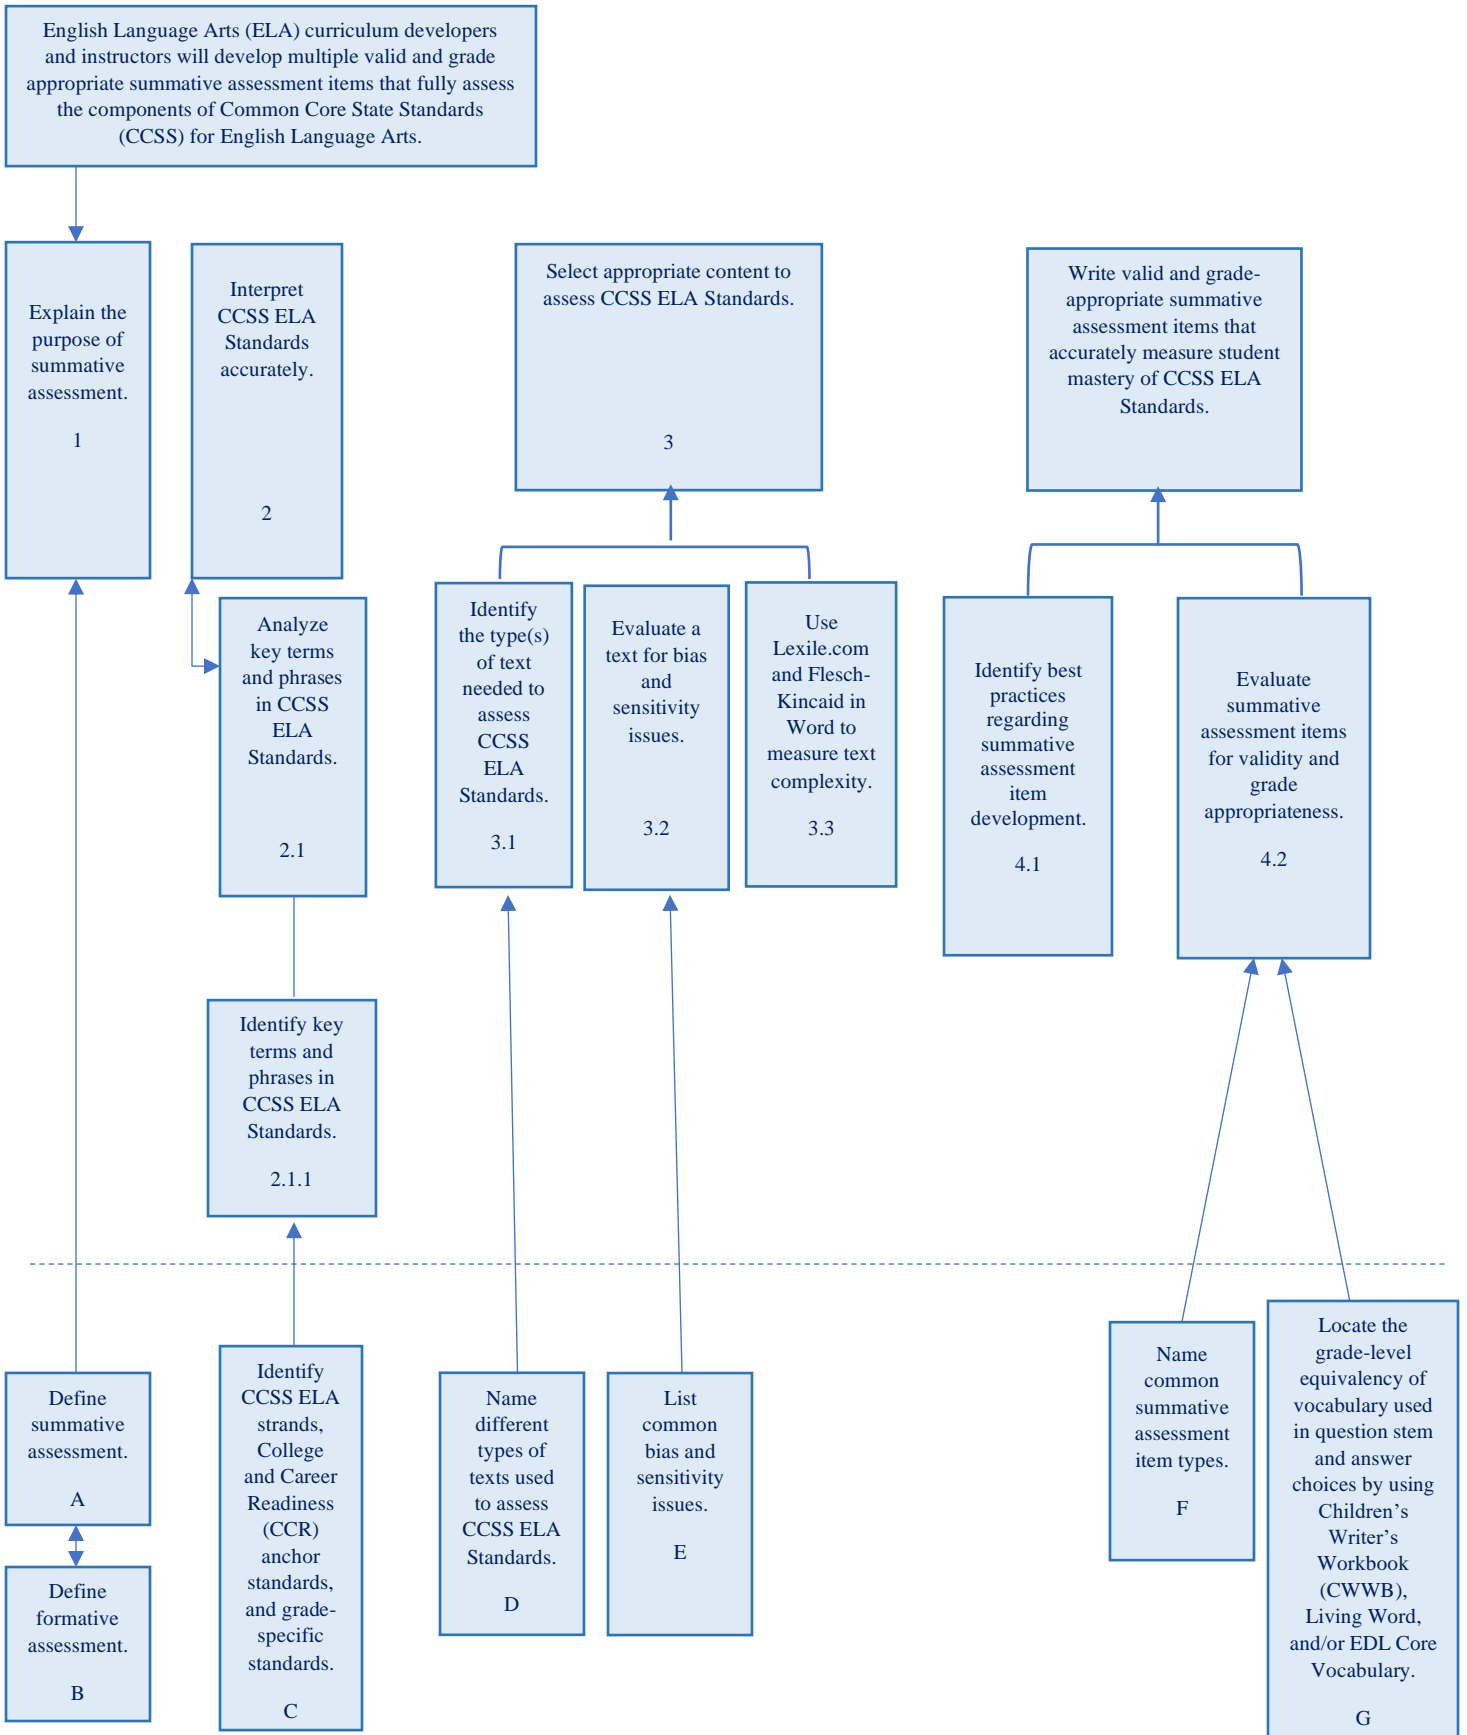 English Language Arts (ELA) curriculum developers
and instructors will develop multiple valid and grade
appropriate summative assessment items that fully assess
the components of Common Core State Standards
(CCSS) for English Language Arts.
Explain the
purpose of
summative
assessment.
1
Interpret
CCSS ELA
Standards
accurately.
2
Select appropriate content to
assess CCSS ELA Standards.
3
Write valid and grade-
appropriate summative
assessment items that
accurately measure student
mastery of CCSS ELA
Standards.
Analyze
key terms
and phrases
in CCSS
ELA
Standards.
2.1
Identify
the type(s)
of text
needed to
assess
CCSS
ELA
Standards.
3.1
Evaluate a
text for bias
and
sensitivity
issues.
3.2
Use
Lexile.com
and Flesch-
Kincaid in
Word to
measure text
complexity.
3.3
Identify best
practices
regarding
summative
assessment
item
development.
4.1
Evaluate
summative
assessment items
for validity and
grade
appropriateness.
4.2
Identify key
terms and
phrases in
CCSS ELA
Standards.
2.1.1
Define
summative
assessment.
A
Define
formative
assessment.
B
Identify
CCSS ELA
strands,
College
and Career
Readiness
(CCR)
anchor
standards,
and grade-
specific
standards.
C
Name
different
types of
texts used
to assess
CCSS ELA
Standards.
D
List
common
bias and
sensitivity
issues.
E
Name
common
summative
assessment
item types.
F
Locate the
grade-level
equivalency of
vocabulary used
in question stem
and answer
choices by using
Children’s
Writer’s
Workbook
(CWWB),
Living Word,
and/or EDL Core
Vocabulary.
G